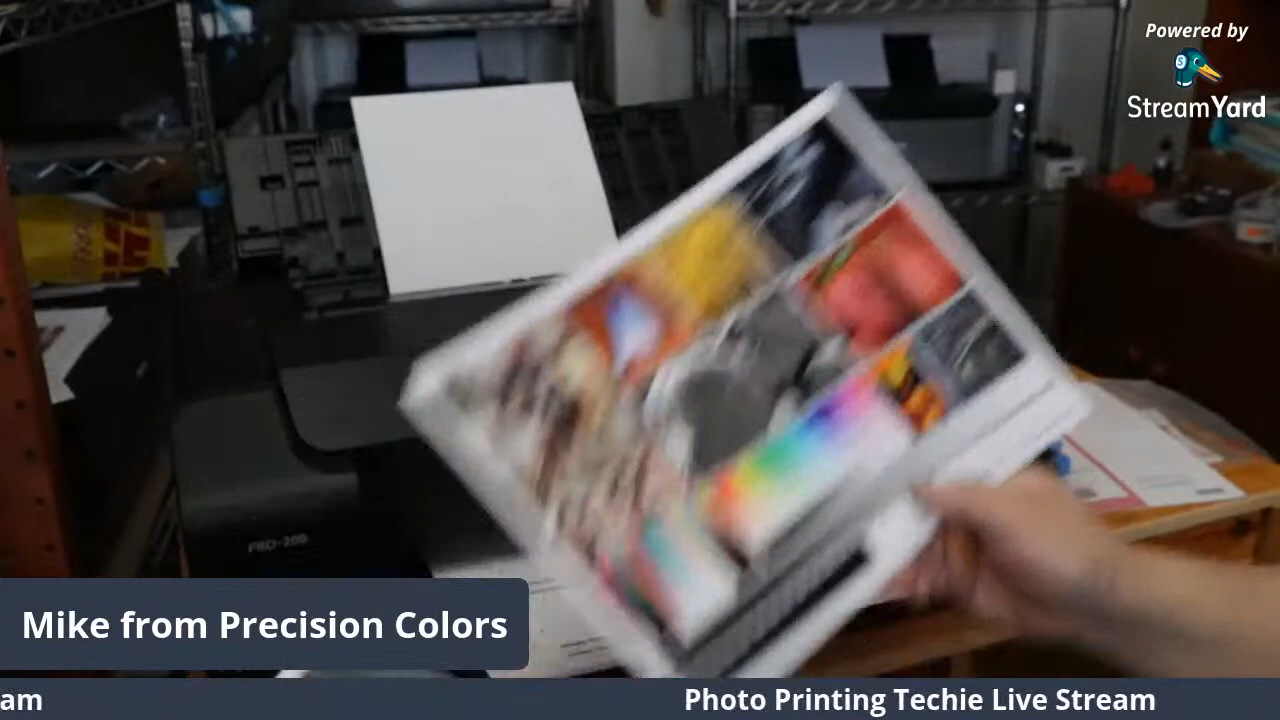 Powered by
StreamYard
PRO-200
Mike from Precision Colors
am
Photo Printing Techie Live Stream